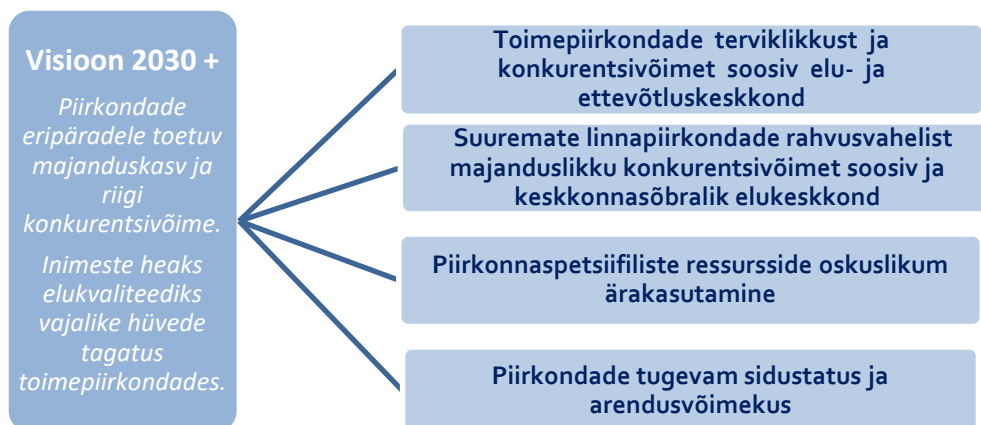 Visioon 2030 +
Piirkondade
eripäradele toetuv
majanduskasv ja
riigi
konkurentsivõime.
Inimeste heaks
elukvaliteediks
vajalike hüvede
tagatus
toimepiirkondades.
Toimepiirkondade terviklikkust ja
konkurentsivõimet soosiv elu- ja
ettevõtluskeskkond
Suuremate linnapiirkondade rahvusvahelist
majanduslikku konkurentsivõimet soosiv ja
keskkonnasõbralik elukeskkond
Piirkonnaspetsiifiliste ressursside oskuslikum
ärakasutamine
Piirkondade tugevam sidustatus ja
arendusvõimekus